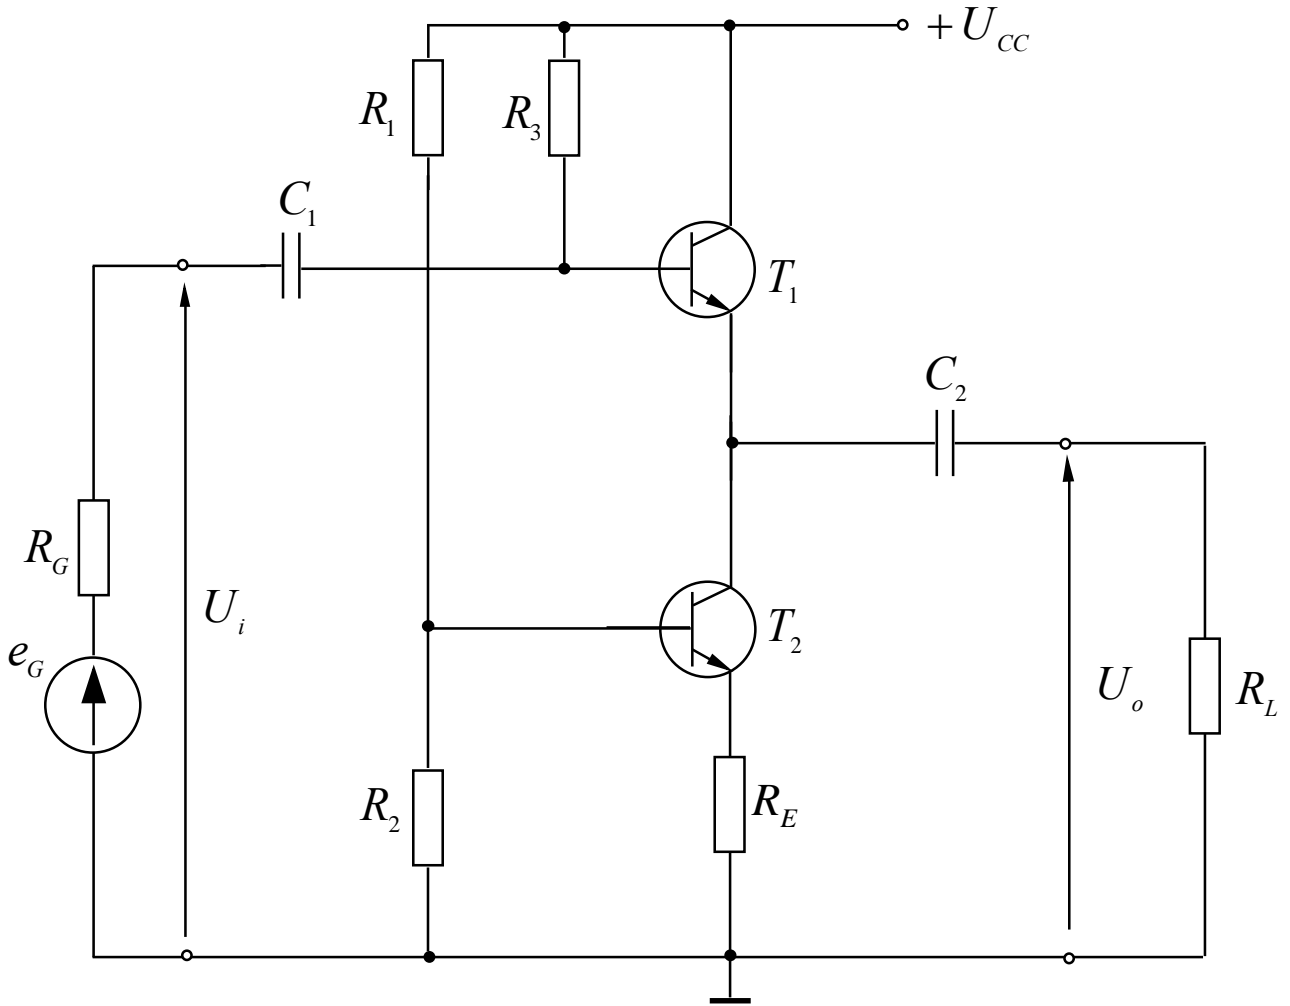 +U_CC
R_1
R_3
C_1
T_1
C_2
R_G
U_i
T_2
e_G
U_o
R_L
R_2
R_E